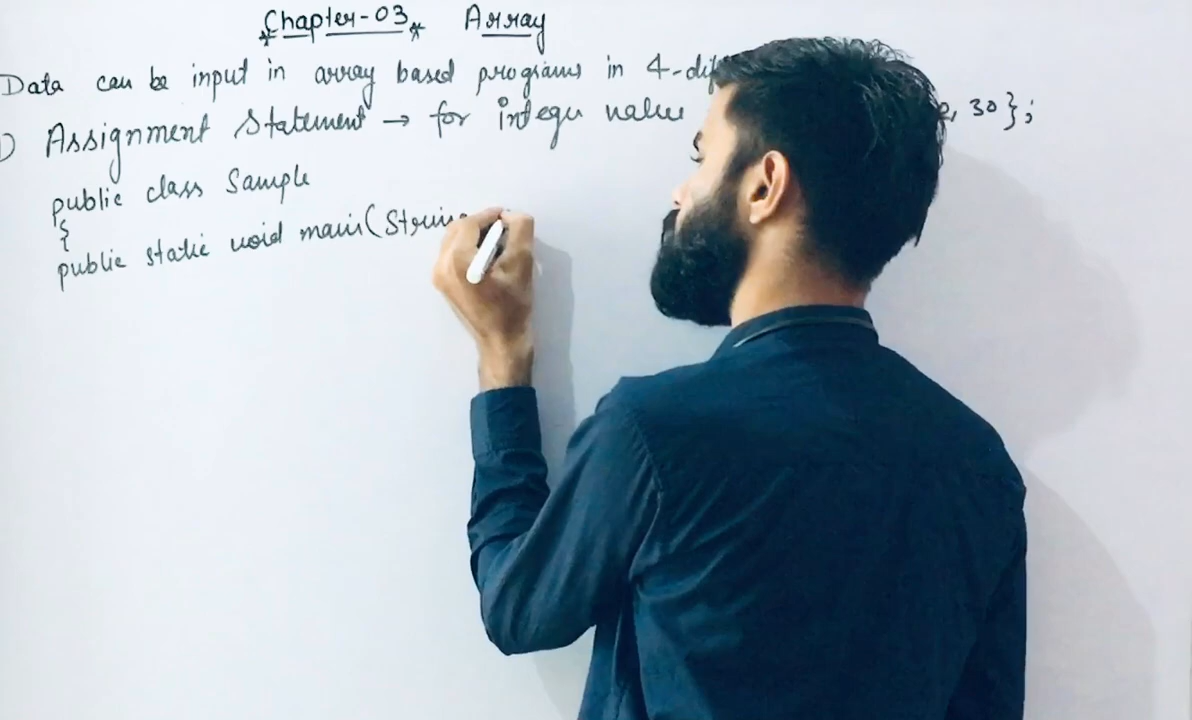 Chapter-03 Array
Data can be input in array based programs in 4-dif
1) Assignment Statement → for integer value , 30};
public class Sample
{
public static void main(String